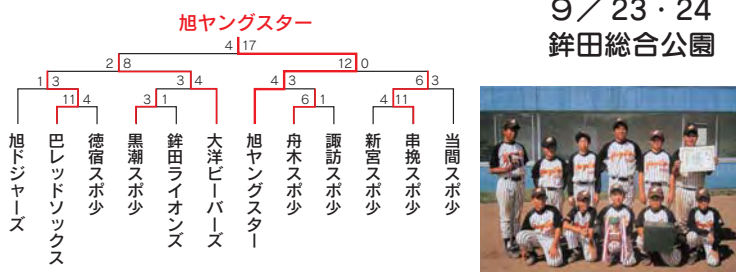 旭ヤングスター
4 17
2 8
12 0
1 3
3 4
4 3
6 3
11 4
3 1
6 1
4 11
旭ドジャーズ
巴レッドソックス
徳宿スポ少
黒潮スポ少
鉾田ライオンズ
大洋ビーバーズ
旭ヤングスター
舟木スポ少
諏訪スポ少
新宮スポ少
串挽スポ少
当間スポ少
9/23・24
鉾田総合公園